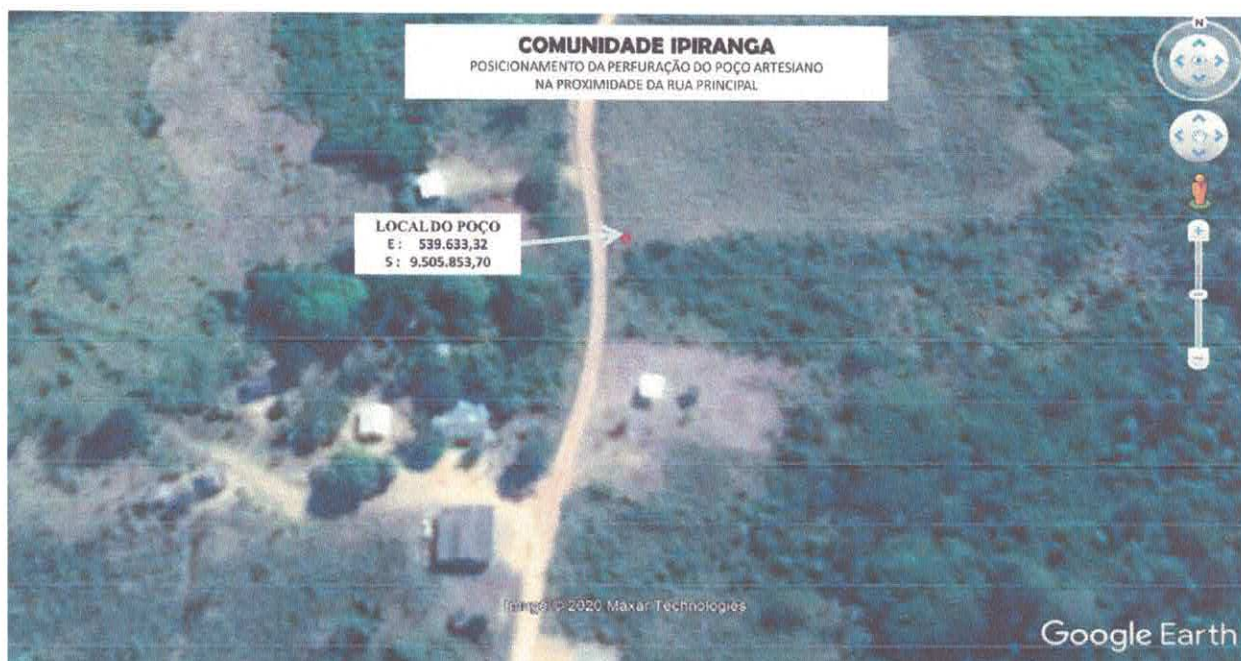 COMUNIDADE IPIRANGA
POSICIONAMENTO DA PERFURAÇÃO DO POÇO ARTESIANO
NA PROXIMIDADE DA RUA PRINCIPAL
N
LOCAL DO POÇO
E : 539.633,32
S : 9.505.853,70
Image © 2020 Maxar Technologies
Google Earth